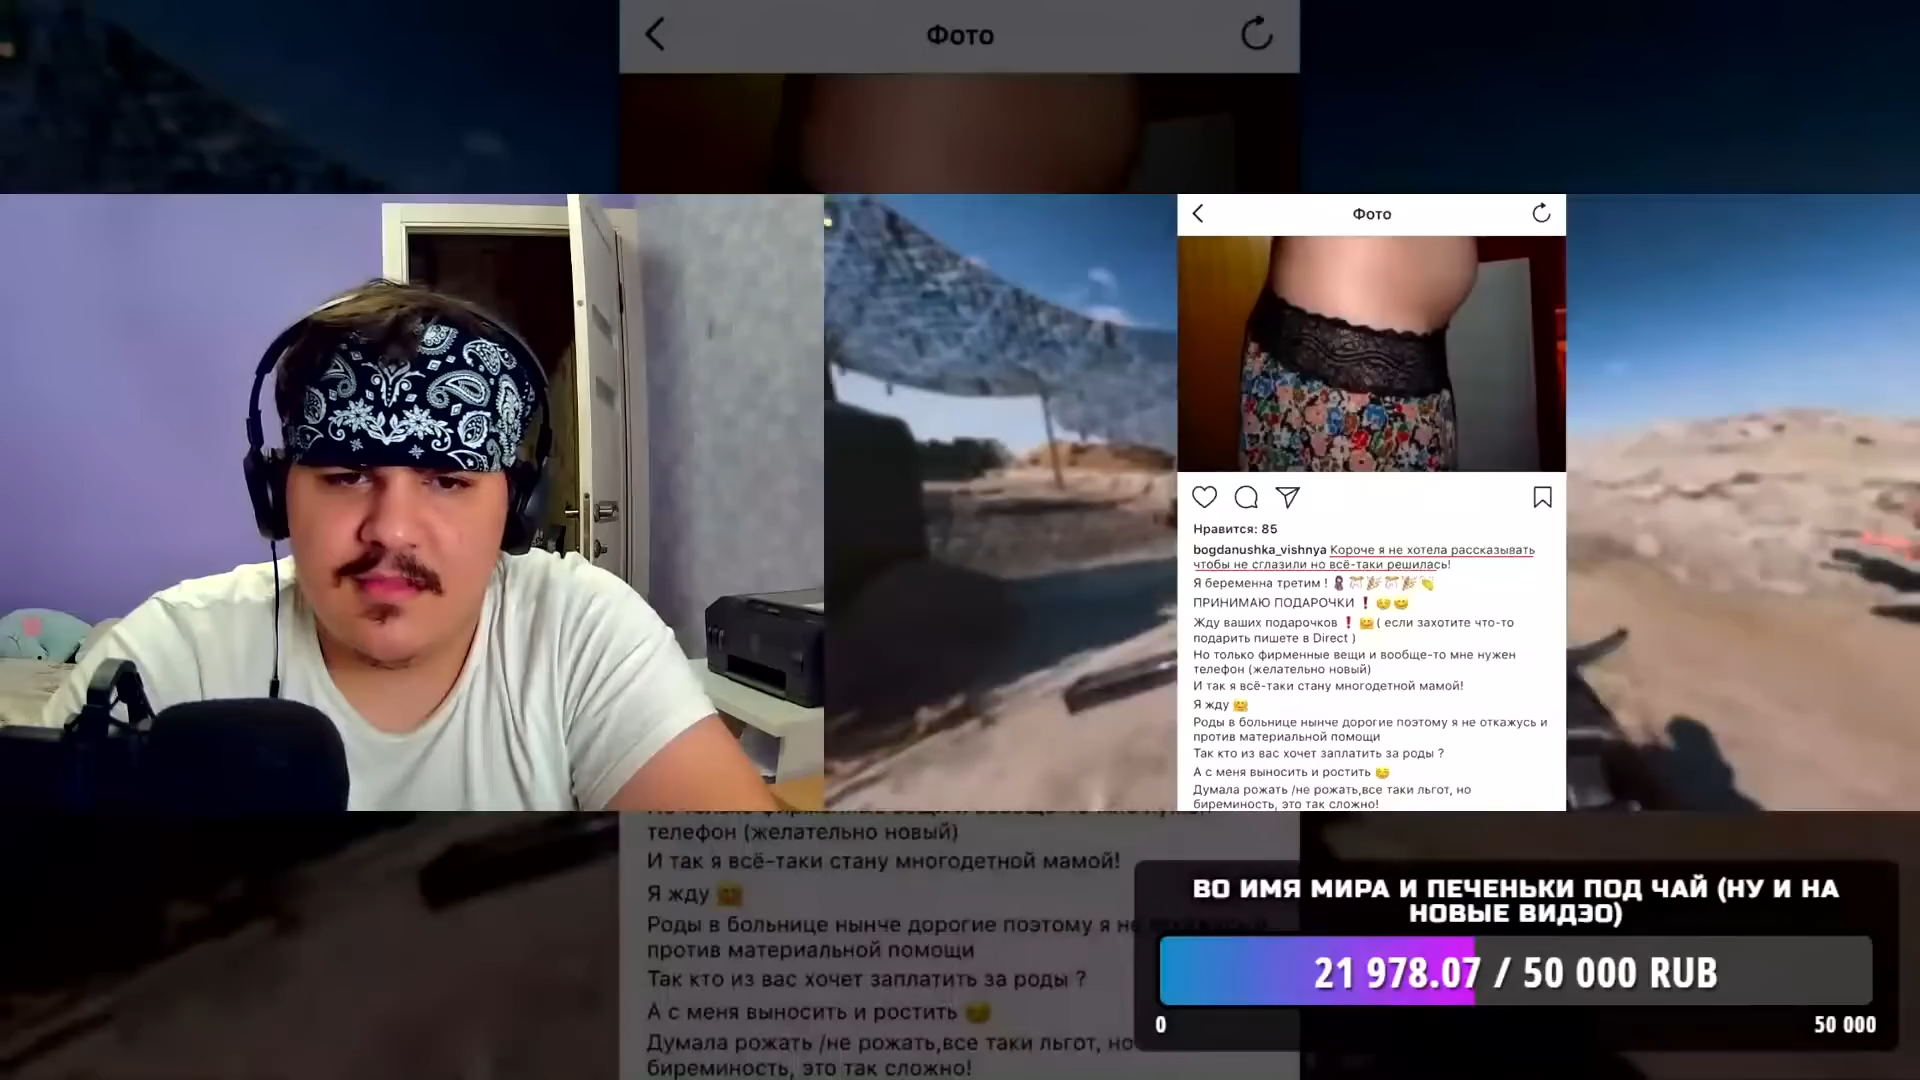 Фото
Фото
Нравится: 85
bogdanushka_vishnya Короче я не хотела рассказывать
чтобы не сглазили но всё-таки решилась!
Я беременна третим !
ПРИНИМАЮ ПОДАРОЧКИ ❗
Жду ваших подарочков ❗ ( если захотите что-то
подарить пишете в Direct )
Но только фирменные вещи и вообще-то мне нужен
телефон (желательно новый)
И так я всё-таки стану многодетной мамой!
Я жду
Роды в больнице нынче дорогие поэтому я не откажусь и
против материальной помощи
Так кто из вас хочет заплатить за роды ?
А с меня выносить и ростить
Думала рожать /не рожать,все таки льгот, но
биреминость, это так сложно!
телефон (желательно новый)
И так я всё-таки стану многодетной мамой!
Я жду
Роды в больнице нынче дорогие поэтому я не
против материальной помощи
Так кто из вас хочет заплатить за роды ?
А с меня выносить и ростить
Думала рожать /не рожать,все таки льгот, но
биреминость, это так сложно!
ВО ИМЯ МИРА И ПЕЧЕНЬКИ ПОД ЧАЙ (НУ И НА
НОВЫЕ ВИДЭО)
21 978.07 / 50 000 RUB
0
50 000